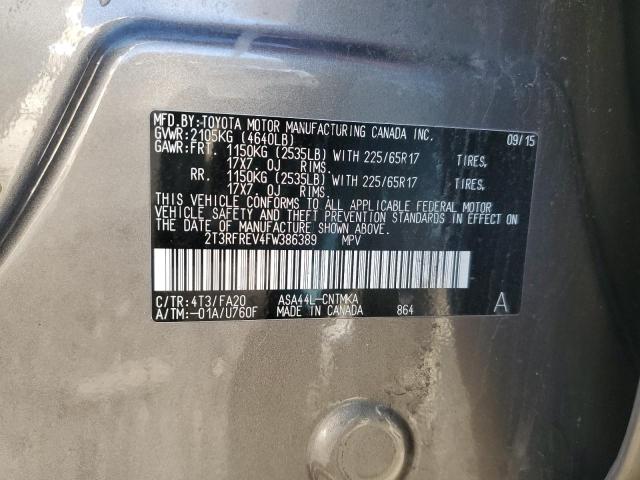 MFD.BY:TOYOTA MOTOR MANUFACTURING CANADA INC. 09/15
GVWR:2105KG (4640LB)
GAWR:FRT. 1150KG (2535LB) WITH 225/65R17 TIRES,
17X7.0J RIMS.
RR. 1150KG (2535LB) WITH 225/65R17 TIRES,
17X7.0J RIMS.
THIS VEHICLE CONFORMS TO ALL APPLICABLE FEDERAL MOTOR
VEHICLE SAFETY AND THEFT PREVENTION STANDARDS IN EFFECT ON
THE DATE OF MANUFACTURE SHOWN ABOVE.
2T3RFREV4FW386389 MPV
C/TR:4T3/FA20 ASA44L-CNTMKA A
A/TM:-01A/U760F MADE IN CANADA 864